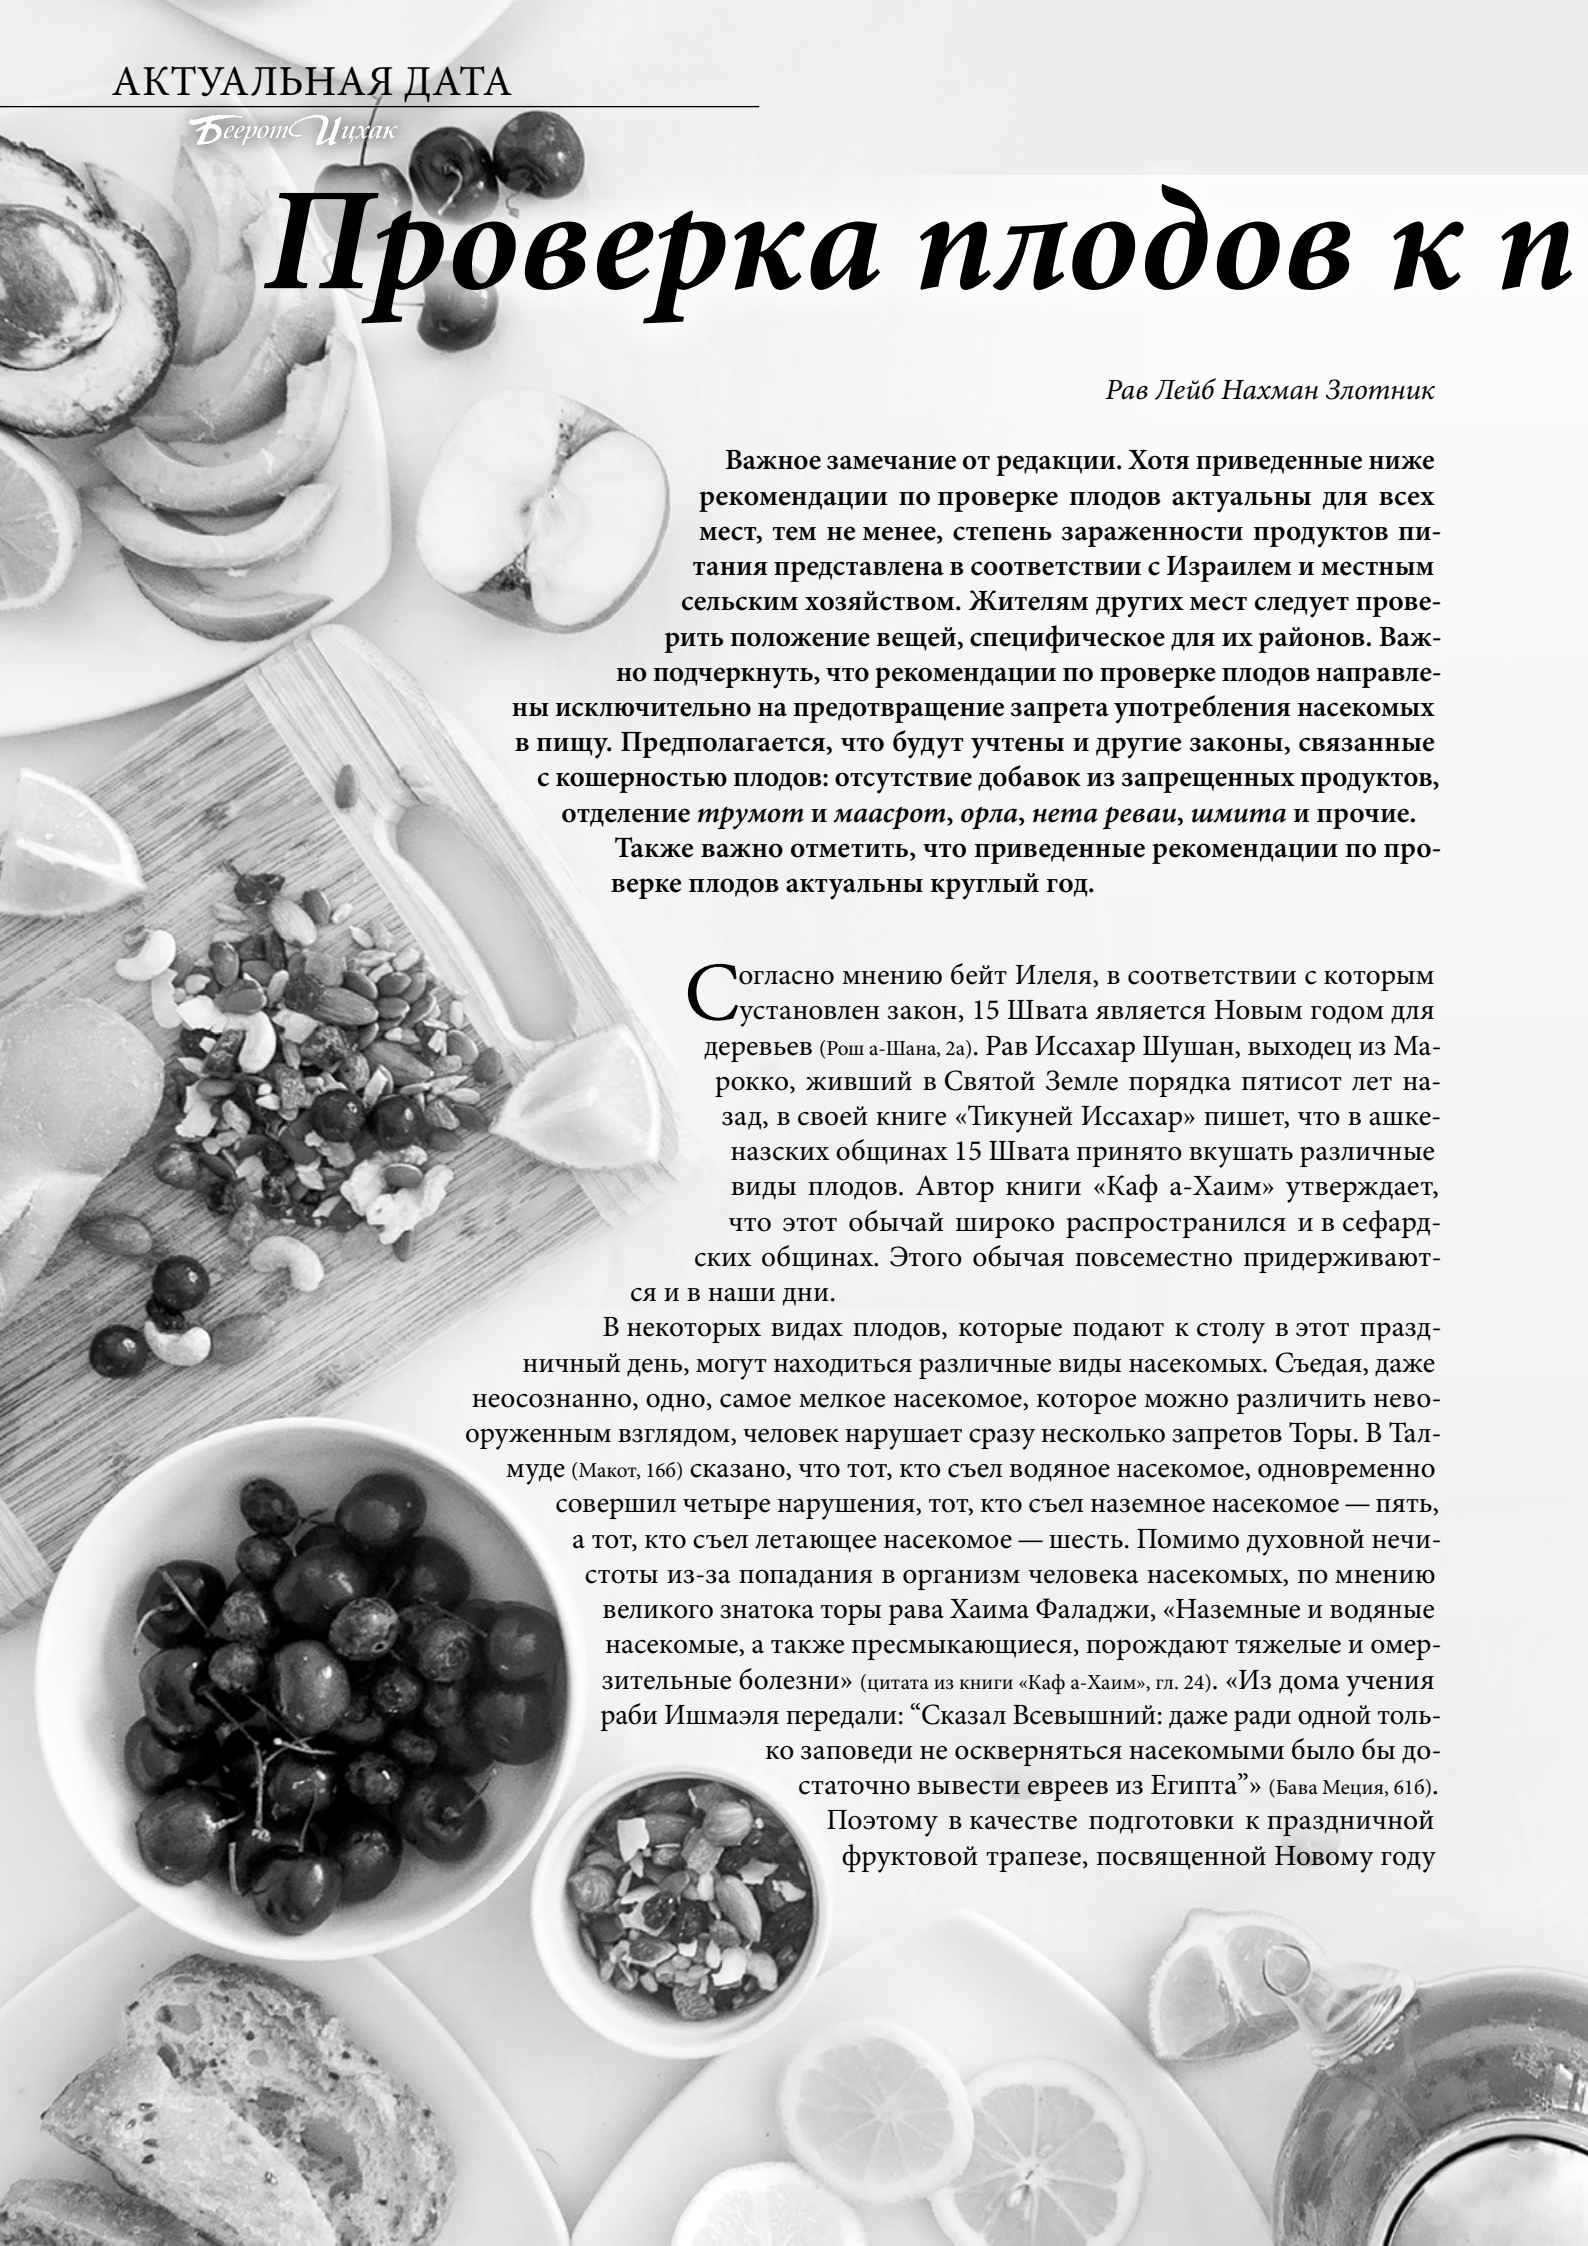 АКТУАЛЬНАЯ ДАТА
Беерот Ицхак
Проверка плодов к п
Рав Лейб Нахман Злотник
Важное замечание от редакции. Хотя приведенные ниже
рекомендации по проверке плодов актуальны для всех
мест, тем не менее, степень зараженности продуктов пи-
тания представлена в соответствии с Израилем и местным
сельским хозяйством. Жителям других мест следует прове-
рить положение вещей, специфическое для их районов. Важ-
но подчеркнуть, что рекомендации по проверке плодов направле-
ны исключительно на предотвращение запрета употребления насекомых
в пищу. Предполагается, что будут учтены и другие законы, связанные
с кошерностью плодов: отсутствие добавок из запрещенных продуктов,
отделение трумот и маасрот, орла, нета реваи, шмита и прочие.
Также важно отметить, что приведенные рекомендации по про-
верке плодов актуальны круглый год.
Согласно мнению бейт Илеля, в соответствии с которым
установлен закон, 15 Швата является Новым годом для
деревьев (Рош а-Шана, 2а). Рав Иссахар Шушан, выходец из Ма-
рокко, живший в Святой Земле порядка пятисот лет на-
зад, в своей книге «Тикуней Иссахар» пишет, что в ашке-
назских общинах 15 Швата принято вкушать различные
виды плодов. Автор книги «Каф а-Хаим» утверждает,
что этот обычай широко распространился и в сефард-
ских общинах. Этого обычая повсеместно придерживают-
ся и в наши дни.
В некоторых видах плодов, которые подают к столу в этот празд-
ничный день, могут находиться различные виды насекомых. Съедая, даже
неосознанно, одно, самое мелкое насекомое, которое можно различить нево-
оруженным взглядом, человек нарушает сразу несколько запретов Торы. В Тал-
муде (Макот, 16б) сказано, что тот, кто съел водяное насекомое, одновременно
совершил четыре нарушения, тот, кто съел наземное насекомое — пять,
а тот, кто съел летающее насекомое — шесть. Помимо духовной нечи-
стоты из-за попадания в организм человека насекомых, по мнению
великого знатока торы рава Хаима Фаладжи, «Наземные и водяные
насекомые, а также пресмыкающиеся, порождают тяжелые и омер-
зительные болезни» (цитата из книги «Каф а-Хаим», гл. 24). «Из дома учения
раби Ишмаэля передали: “Сказал Всевышний: даже ради одной толь-
ко заповеди не оскверняться насекомыми было бы до-
статочно вывести евреев из Египта”» (Бава Меция, 61б).
Поэтому в качестве подготовки к праздничной
фруктовой трапезе, посвященной Новому году